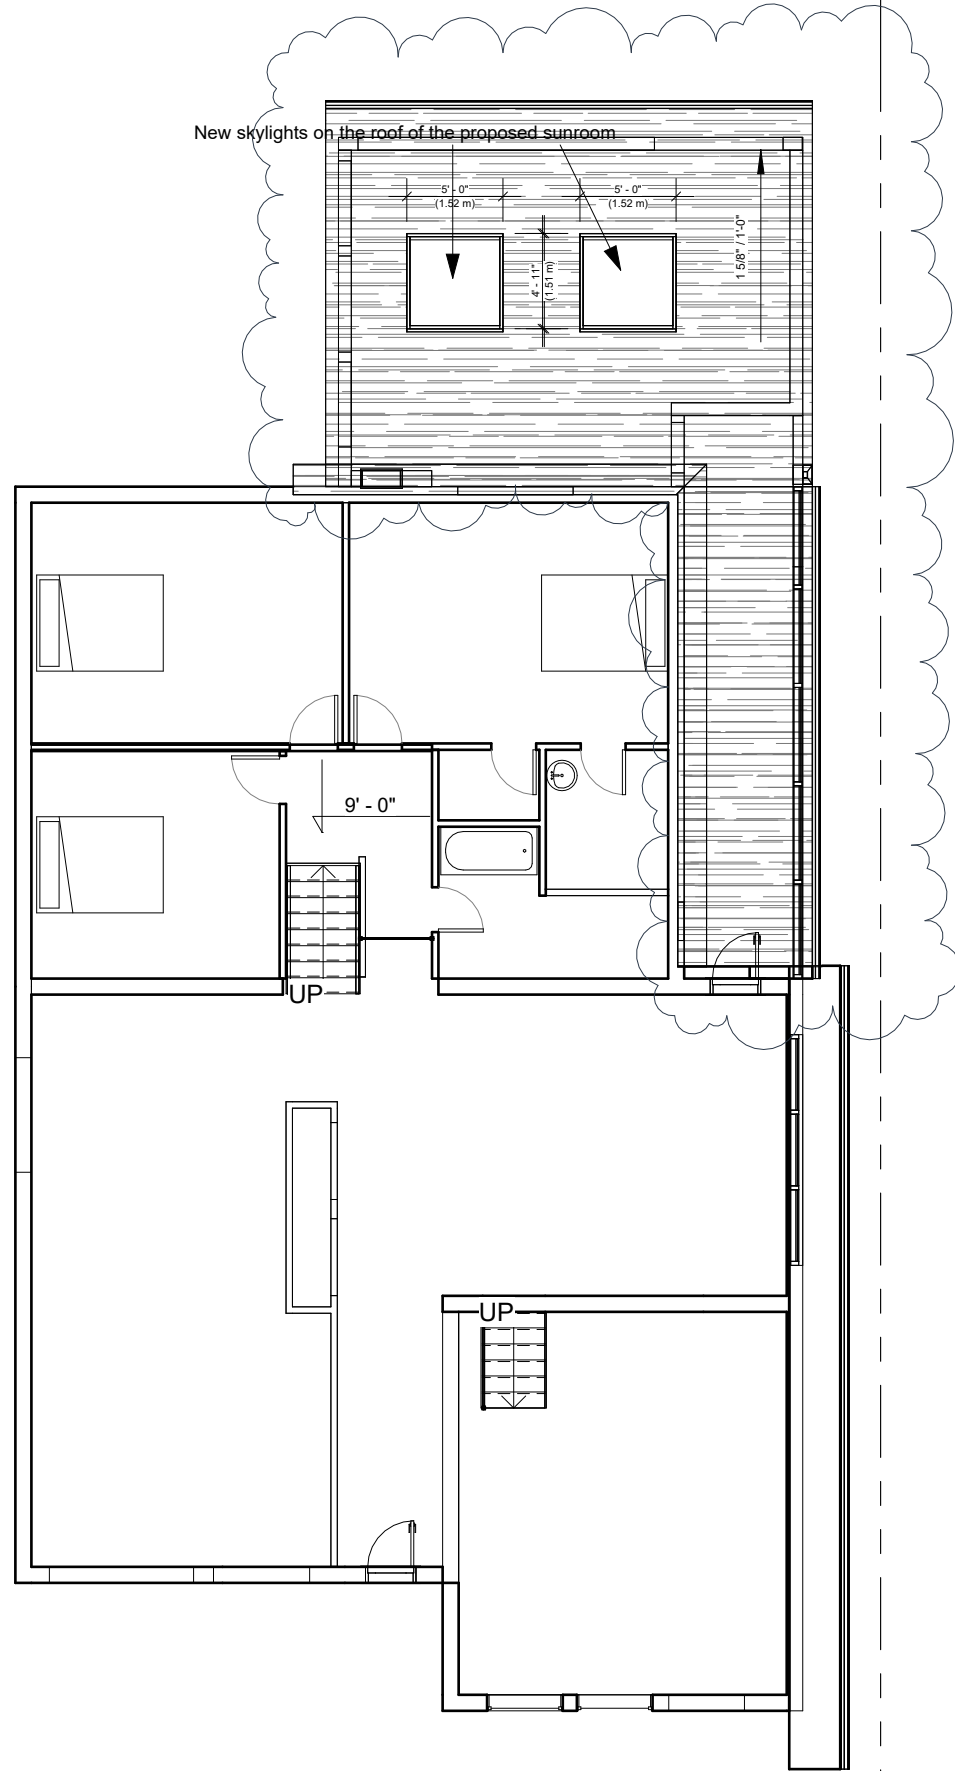 New skylights on the roof of the proposed sunroom
5' - 0"
(1.52 m)
5' - 0"
(1.52 m)
4' - 11"
(1.51 m)
1 5/8" / 1'-0"
9' - 0"
UP
UP